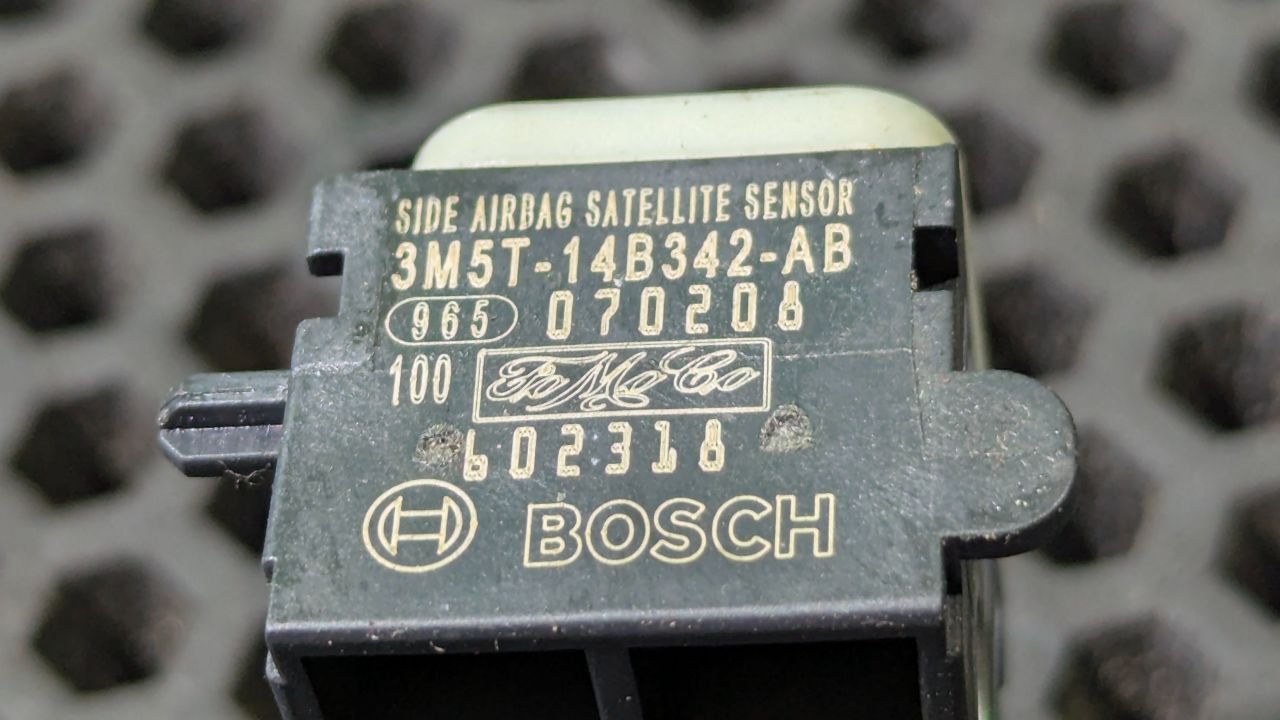 SIDE AIRBAG SATELLITE SENSOR
3M5T-14B342-AB
965 070208
100 FoMoCo
602318
BOSCH